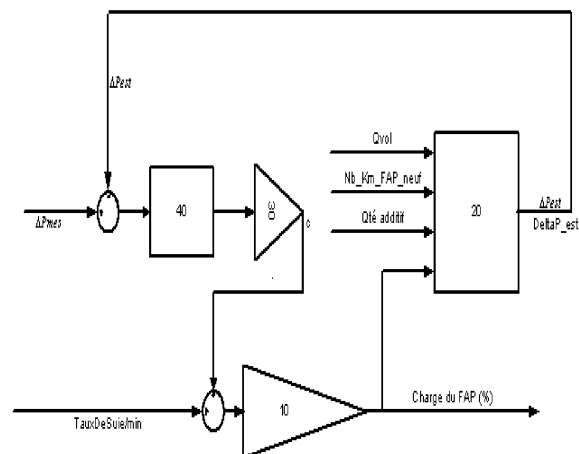 ΔPest
Qvol
Nb_Km_FAP_neuf
40
30
c
20
ΔPest
DeltaP_est
ΔPmes
Qté additif
10
Charge du FAP (%)
TauxDeSuie/min